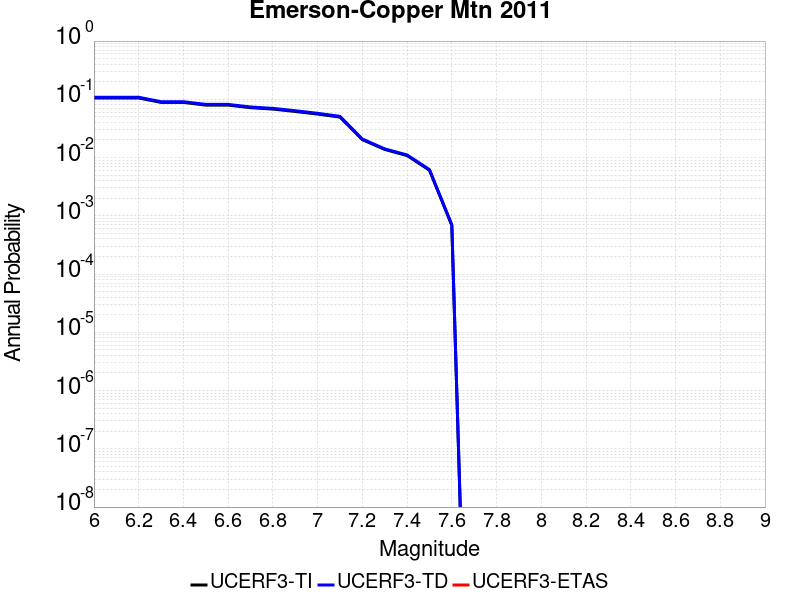 Emerson-Copper Mtn 2011
10^0
10^-1
10^-2
10^-3
10^-4
10^-5
10^-6
10^-7
10^-8
Annual Probability
6 6.2 6.4 6.6 6.8 7 7.2 7.4 7.6 7.8 8 8.2 8.4 8.6 8.8 9
Magnitude
UCERF3-TI UCERF3-TD UCERF3-ETAS